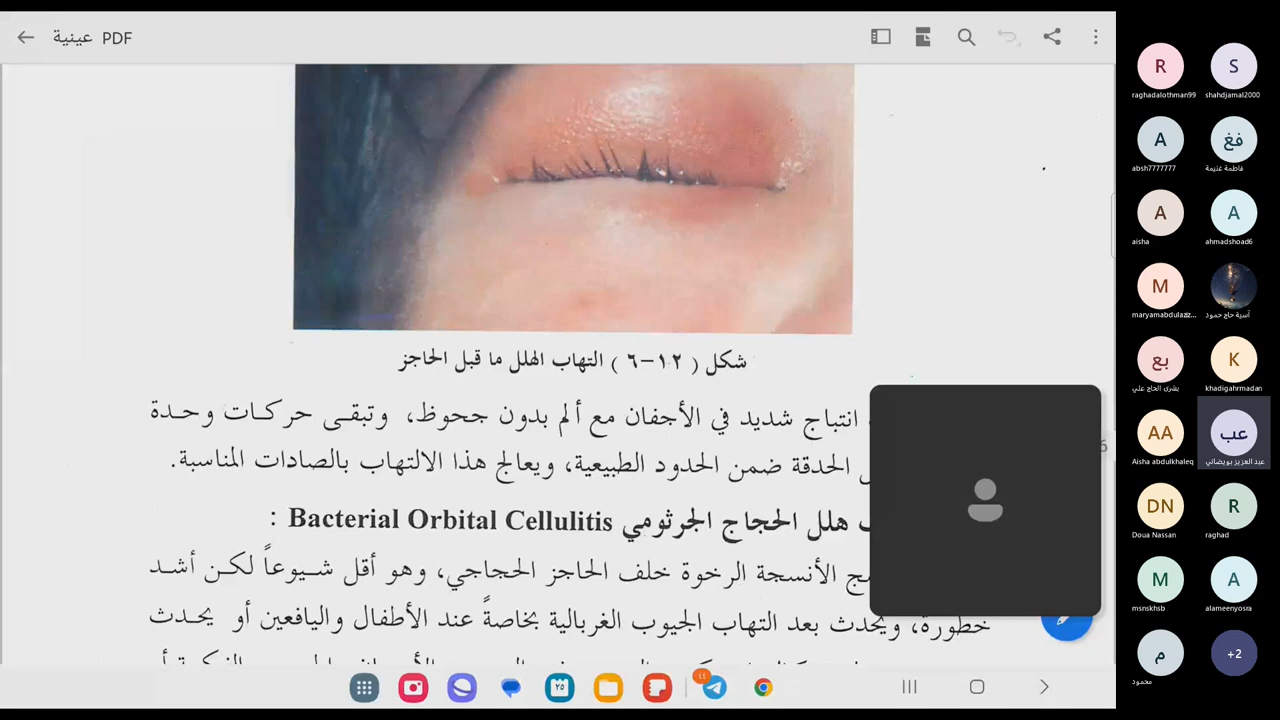 عينية PDF
شكل ( ١٢-٦ ) التهاب الهلل ما قبل الحاجز
انتباج شديد في الأجفان مع ألم بدون جحوظ، وتبقى حركات وحدة
الحدقة ضمن الحدود الطبيعية، ويعالج هذا الالتهاب بالصادات المناسبة.
هلل الحجاج الجرثومي Bacterial Orbital Cellulitis :
الأنسجة الرخوة خلف الحاجز الحجاجي، وهو أقل شيوعاً لكن أشد
خطورة، ويحدث بعد التهاب الجيوب الغربالية بخاصةً عند الأطفال واليافعين أو يحدث
٢٥
١١
R
raghadalothman99
S
shahdjamal2000
A
absh7777777
فغ
فاطمة غنيمة
A
aisha
A
ahmadshoad6
M
maryamabdulaziz...
آسية حاج حمود
بع
بشرى الحاج علي
K
khadigahrmadan
AA
Aisha abdulkhaleq
عب
عبد العزيز بويضاني
DN
Doua Nassan
R
raghad
M
msnskhsb
A
alameenyosra
م
محمود
+2